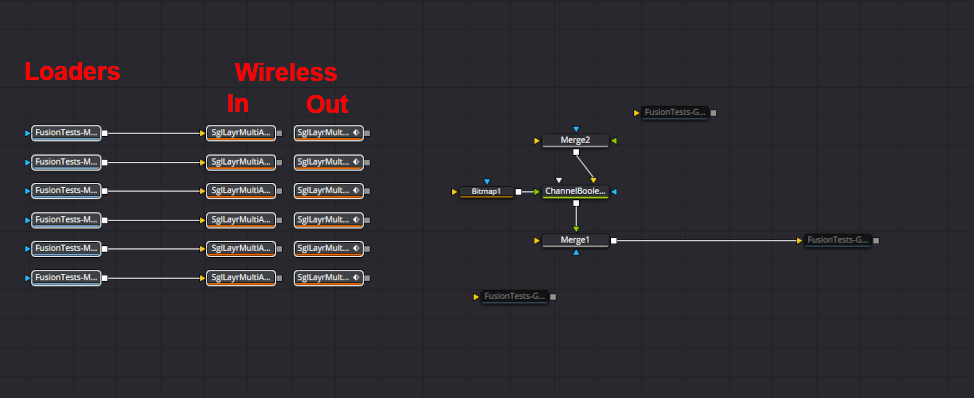 Loaders
Wireless
In
Out
FusionTests-M...
SglLayrMultiA...
SglLayrMult...
FusionTests-M...
SglLayrMultiA...
SglLayrMult...
FusionTests-M...
SglLayrMultiA...
SglLayrMult...
FusionTests-M...
SglLayrMultiA...
SglLayrMult...
FusionTests-M...
SglLayrMultiA...
SglLayrMult...
FusionTests-M...
SglLayrMultiA...
SglLayrMult...
FusionTests-G...
Merge2
Bitmap1
ChannelBoole...
Merge1
FusionTests-G...
FusionTests-G...